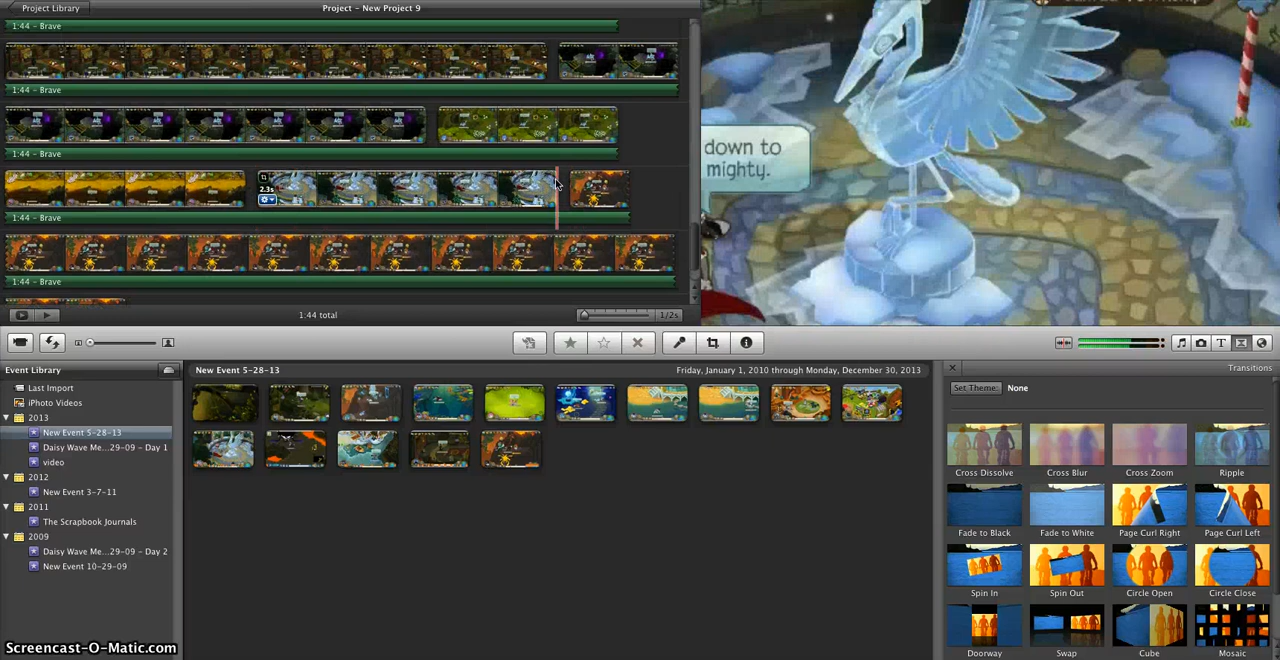 Project Library
Project - New Project 9
1:44 - Brave
1:44 - Brave
1:44 - Brave
down to
mighty.
2.3s
1:44 - Brave
1:44 - Brave
1:44 total
1/2s
Event Library
New Event 5-28-13
Friday, January 1, 2010 through Monday, December 30, 2013
Transitions
Last Import
iPhoto Videos
2013
New Event 5-28-13
Daisy Wave Me...29-09 - Day 1
video
2012
New Event 3-7-11
2011
The Scrapbook Journals
2009
Daisy Wave Me...29-09 - Day 2
New Event 10-29-09
Set Theme:
None
Cross Dissolve
Cross Blur
Cross Zoom
Ripple
Fade to Black
Fade to White
Page Curl Right
Page Curl Left
Spin In
Spin Out
Circle Open
Circle Close
Doorway
Swap
Cube
Mosaic
Screencast-O-Matic.com